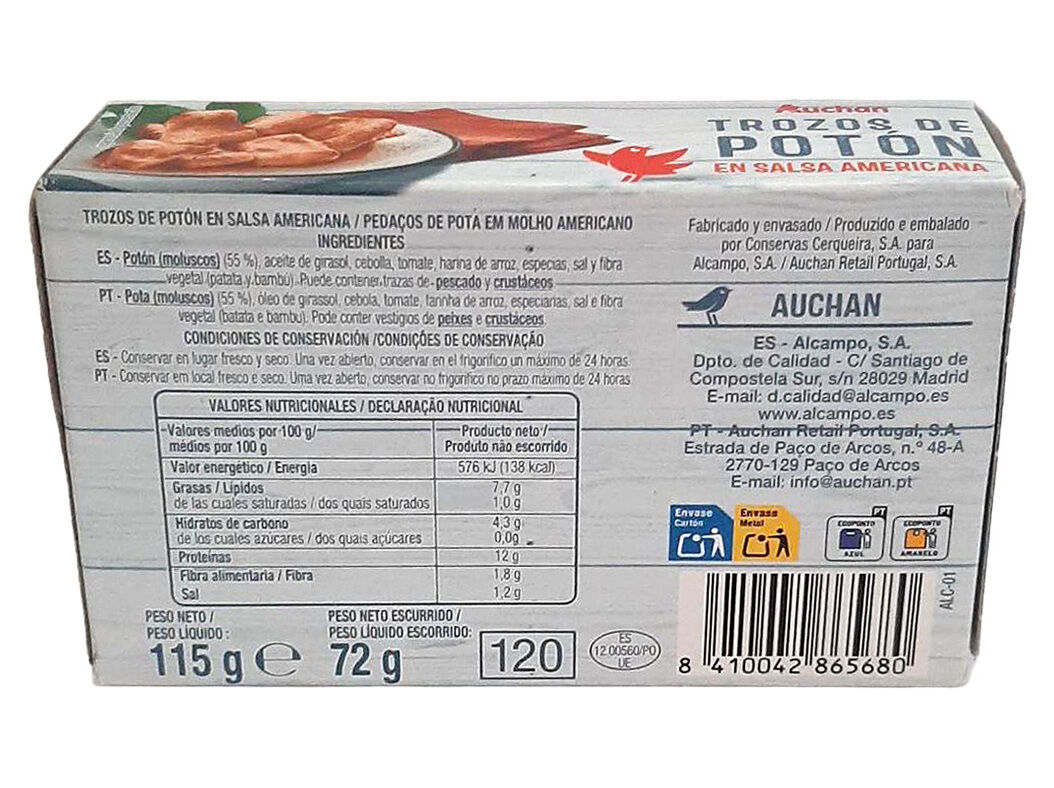 Auchan
TROZOS DE
POTÓN
EN SALSA AMERICANA
TROZOS DE POTÓN EN SALSA AMERICANA / PEDAÇOS DE POTA EM MOLHO AMERICANO
INGREDIENTES
ES - Potón (moluscos) (55 %), aceite de girasol, cebolla, tomate, harina de arroz, especias, sal y fibra
vegetal (patata y bambú). Puede contener trazas de pescado y crustáceos
PT - Pota (moluscos) (55 %), óleo de girassol, cebola, tomate, farinha de arroz, especiarias, sal e fibra
vegetal (batata e bambu). Pode conter vestígios de peixes e crustáceos.
CONDICIONES DE CONSERVACIÓN /CONDIÇÕES DE CONSERVAÇÃO
ES - Conservar en lugar fresco y seco. Una vez abierto, conservar en el frigorífico un máximo de 24 horas.
PT - Conservar em local fresco e seco. Uma vez aberto, conservar no frigorífico no prazo máximo de 24 horas.
VALORES NUTRICIONALES / DECLARAÇÃO NUTRICIONAL
Valores medios por 100 g/ Producto neto /
médios por 100 g Produto não escorrido
Valor energético / Energia 576 kJ (138 kcal)
Grasas / Lípidos 7,7 g
de las cuales saturadas / dos quais saturados 1,0 g
Hidratos de carbono 4,3 g
de los cuales azúcares / dos quais açúcares 0,0g
Proteínas 12 g
Fibra alimentaria / Fibra 1,8 g
Sal 1,2 g
PESO NETO /
PESO LÍQUIDO :
115 g e
PESO NETO ESCURRIDO /
PESO LÍQUIDO ESCORRIDO:
72 g
120
ES
12.00560/PO
UE
Fabricado y envasado / Produzido e embalado
por Conservas Cerqueira, S.A. para
Alcampo, S.A. / Auchan Retail Portugal, S.A.
AUCHAN
ES - Alcampo, S.A.
Dpto. de Calidad - C/ Santiago de
Compostela Sur, s/n 28029 Madrid
E-mail: d.calidad@alcampo.es
www.alcampo.es
PT - Auchan Retail Portugal, S.A.
Estrada de Paço de Arcos, n.º 48-A
2770-129 Paço de Arcos
E-mail: info@auchan.pt
Envase
Cartón
Envase
Metal
PT
ECOPONTO
AZUL
PT
ECOPONTO
AMARELO
ALC-01
8 410042 865680